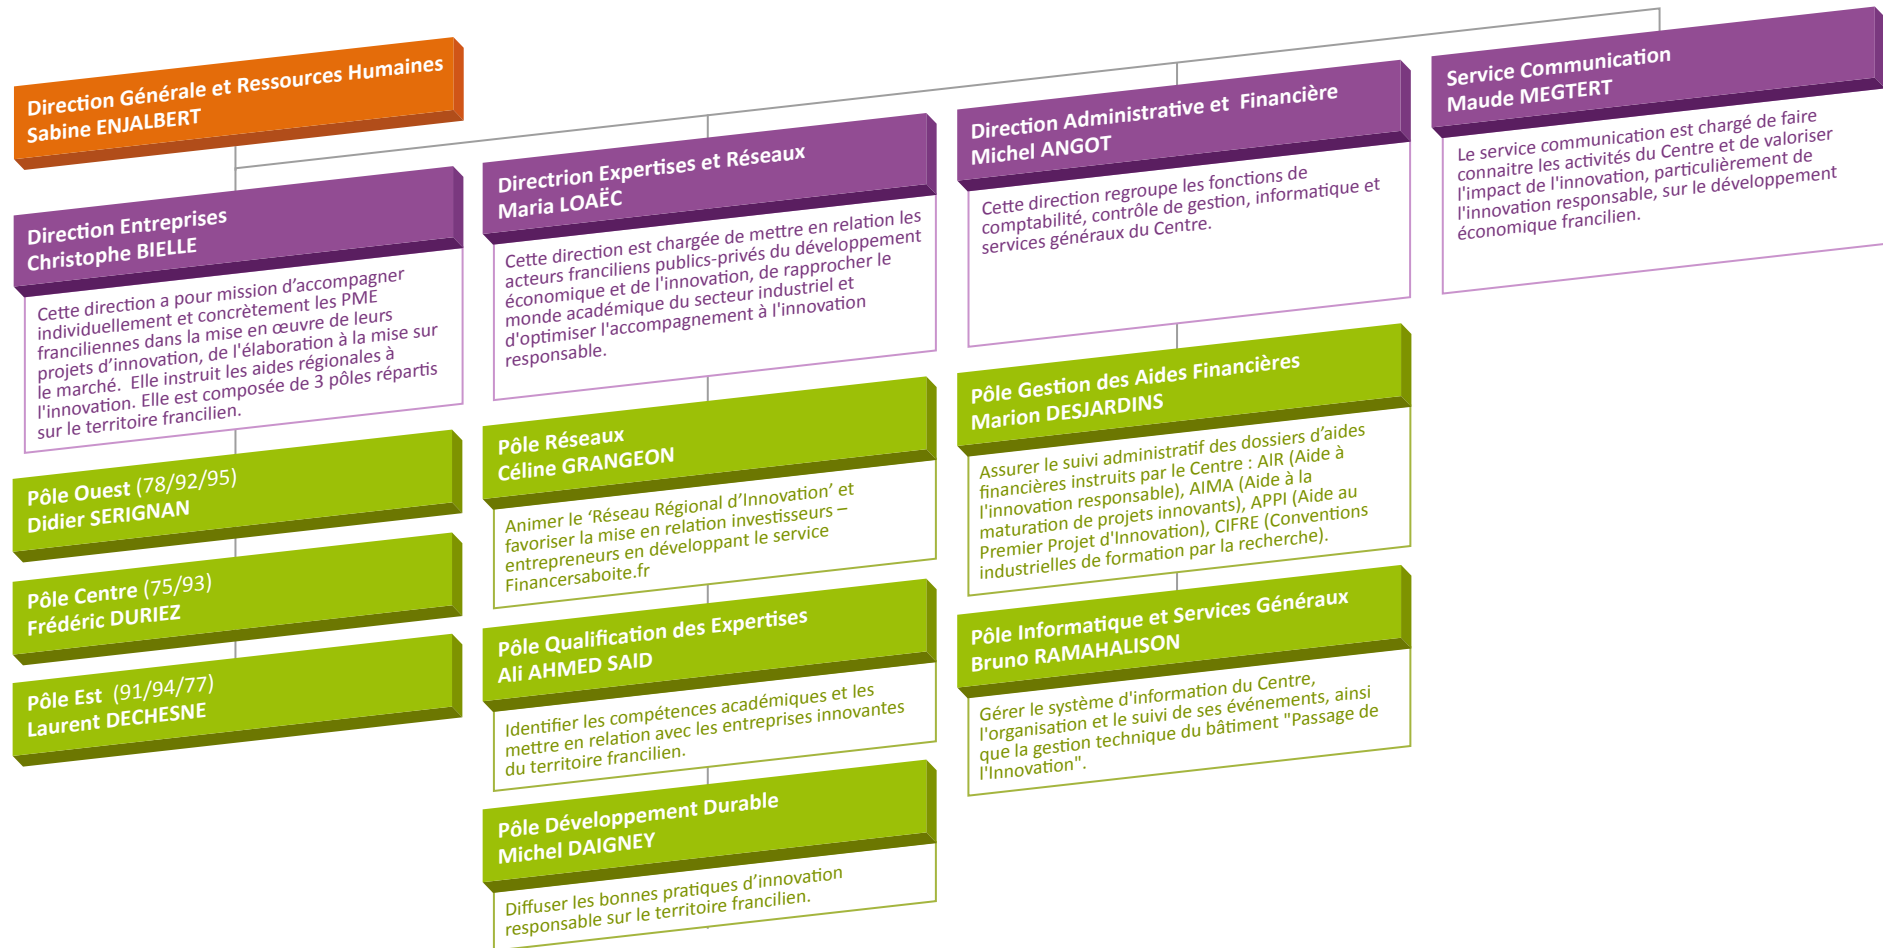 Direction Générale et Ressources Humaines
Sabine ENJALBERT
Direction Entreprises
Christophe BIELLE
Cette direction a pour mission d’accompagner
individuellement et concrètement les PME
franciliennes dans la mise en œuvre de leurs
projets d’innovation, de l'élaboration à la mise sur
le marché. Elle instruit les aides régionales à
l'innovation. Elle est composée de 3 pôles répartis
sur le territoire francilien.
Pôle Ouest (78/92/95)
Didier SERIGNAN
Pôle Centre (75/93)
Frédéric DURIEZ
Pôle Est (91/94/77)
Laurent DECHESNE
Directrion Expertises et Réseaux
Maria LOAËC
Cette direction est chargée de mettre en relation les
acteurs franciliens publics-privés du développement
économique et de l'innovation, de rapprocher le
monde académique du secteur industriel et
d'optimiser l'accompagnement à l'innovation
responsable.
Pôle Réseaux
Céline GRANGEON
Animer le ‘Réseau Régional d’Innovation’ et
favoriser la mise en relation investisseurs –
entrepreneurs en développant le service
Financersaboite.fr
Pôle Qualification des Expertises
Ali AHMED SAID
Identifier les compétences académiques et les
mettre en relation avec les entreprises innovantes
du territoire francilien.
Pôle Développement Durable
Michel DAIGNEY
Diffuser les bonnes pratiques d’innovation
responsable sur le territoire francilien.
Direction Administrative et Financière
Michel ANGOT
Cette direction regroupe les fonctions de
comptabilité, contrôle de gestion, informatique et
services généraux du Centre.
Pôle Gestion des Aides Financières
Marion DESJARDINS
Assurer le suivi administratif des dossiers d’aides
financières instruits par le Centre : AIR (Aide à
l'innovation responsable), AIMA (Aide à la
maturation de projets innovants), APPI (Aide au
Premier Projet d'Innovation), CIFRE (Conventions
industrielles de formation par la recherche).
Pôle Informatique et Services Généraux
Bruno RAMAHALISON
Gérer le système d'information du Centre,
l'organisation et le suivi de ses événements, ainsi
que la gestion technique du bâtiment "Passage de
l'Innovation".
Service Communication
Maude MEGTERT
Le service communication est chargé de faire
connaitre les activités du Centre et de valoriser
l'impact de l'innovation, particulièrement de
l'innovation responsable, sur le développement
économique francilien.